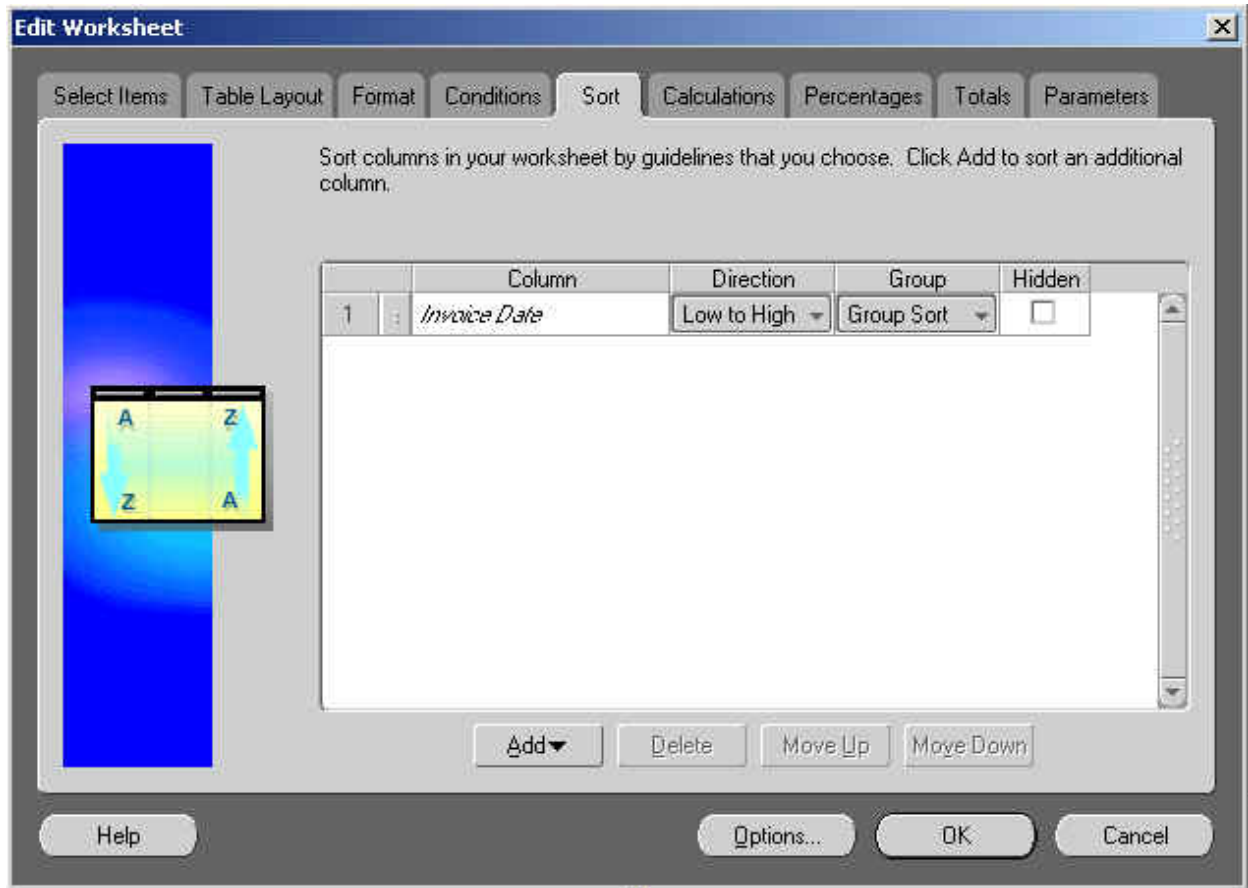 Edit Worksheet
Select Items Table Layout Format Conditions Sort Calculations Percentages Totals Parameters
Sort columns in your worksheet by guidelines that you choose. Click Add to sort an additional
column.
Column Direction Group Hidden
1 Invoice Date Low to High Group Sort
A Z
Z A
Add Delete Move Up Move Down
Help Options... OK Cancel